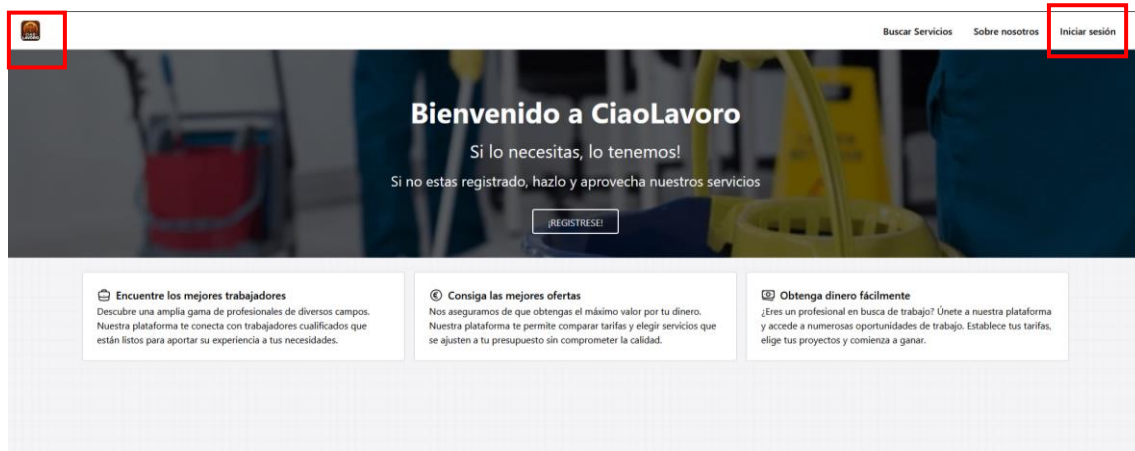 CIAO
LAVORO
Buscar Servicios Sobre nosotros Iniciar sesión
Bienvenido a CiaoLavoro
Si lo necesitas, lo tenemos!
Si no estas registrado, hazlo y aprovecha nuestros servicios
¡REGISTRESE!
Encuentre los mejores trabajadores
Descubre una amplia gama de profesionales de diversos campos.
Nuestra plataforma te conecta con trabajadores cualificados que
están listos para aportar su experiencia a tus necesidades.
Consiga las mejores ofertas
Nos aseguramos de que obtengas el máximo valor por tu dinero.
Nuestra plataforma te permite comparar tarifas y elegir servicios que
se ajusten a tu presupuesto sin comprometer la calidad.
Obtenga dinero fácilmente
¿Eres un profesional en busca de trabajo? Únete a nuestra plataforma
y accede a numerosas oportunidades de trabajo. Establece tus tarifas,
elige tus proyectos y comienza a ganar.